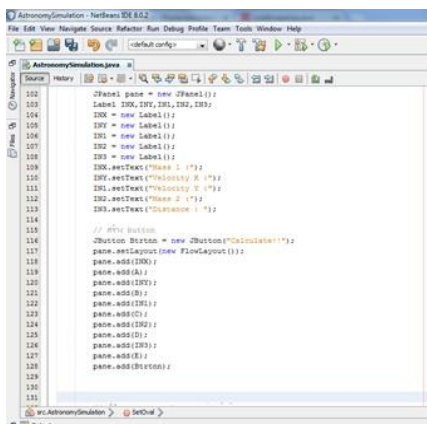 AstronomySimulation - NetBeans IDE 8.0.2
File Edit View Navigate Source Refactor Run Debug Profile Team Tools Window Help
<default config>
AstronomySimulation.java
Source History
Navigator
Files
102 JPanel pane = new JPanel();
103 Label INX,INY,IN1,IN2,IN3;
104 INX = new Label();
105 INY = new Label();
106 IN1 = new Label();
107 IN2 = new Label();
108 IN3 = new Label();
109 INX.setText("Mass 1 :");
110 INY.setText("Velocity X :");
111 IN1.setText("Velocity Y :");
112 IN2.setText("Mass 2 :");
113 IN3.setText("Distance : ");
114
115
116 // สร้าง button
JButton Btrtnn = new JButton("Calculate!!");
117 pane.setLayout(new FlowLayout());
118 pane.add(INX);
119 pane.add(A);
120 pane.add(INY);
121 pane.add(B);
122 pane.add(IN1);
123 pane.add(C);
124 pane.add(IN2);
125 pane.add(D);
126 pane.add(IN3);
127 pane.add(E);
128 pane.add(Btrtnn);
129
130
131
src.AstronomySimulation SetOval